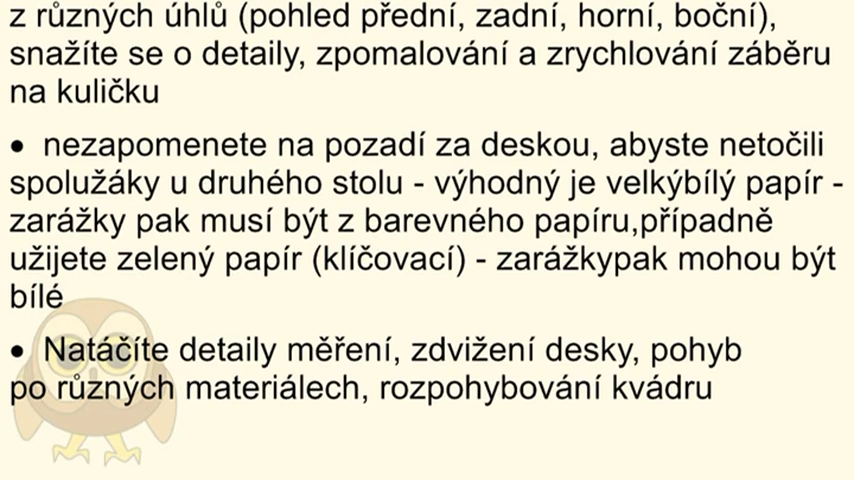 z různých úhlů (pohled přední, zadní, horní, boční),
snažíte se o detaily, zpomalování a zrychlování záběru
na kuličku
• nezapomenete na pozadí za deskou, abyste netočili
spolužáky u druhého stolu - výhodný je velkýbílý papír -
zarážky pak musí být z barevného papíru,případně
užijete zelený papír (klíčovací) - zarážkypak mohou být
bílé
• Natáčíte detaily měření, zdvižení desky, pohyb
po různých materiálech, rozpohybování kvádru